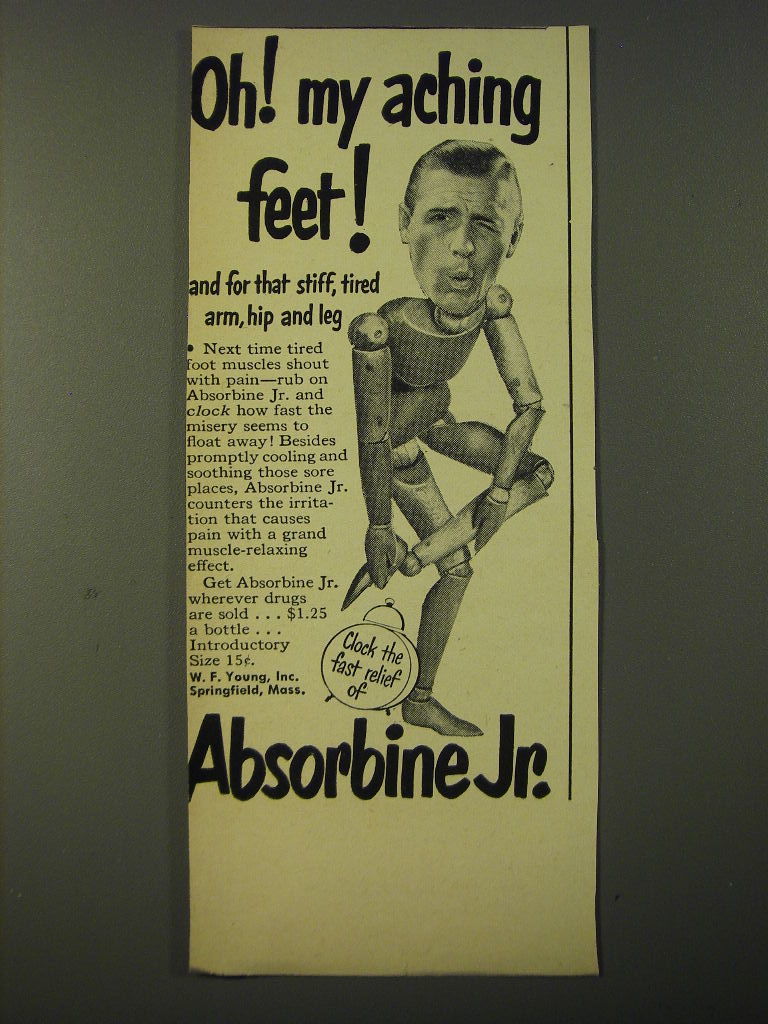 Oh! my aching
feet!
and for that stiff, tired
arm, hip and leg
• Next time tired
foot muscles shout
with pain—rub on
Absorbine Jr. and
clock how fast the
misery seems to
float away! Besides
promptly cooling and
soothing those sore
places, Absorbine Jr.
counters the irrita-
tion that causes
pain with a grand
muscle-relaxing
effect.
Get Absorbine Jr.
wherever drugs
are sold . . . $1.25
a bottle . . .
Introductory
Size 15¢.
W. F. Young, Inc.
Springfield, Mass.
Clock the
fast relief
of
Absorbine Jr.